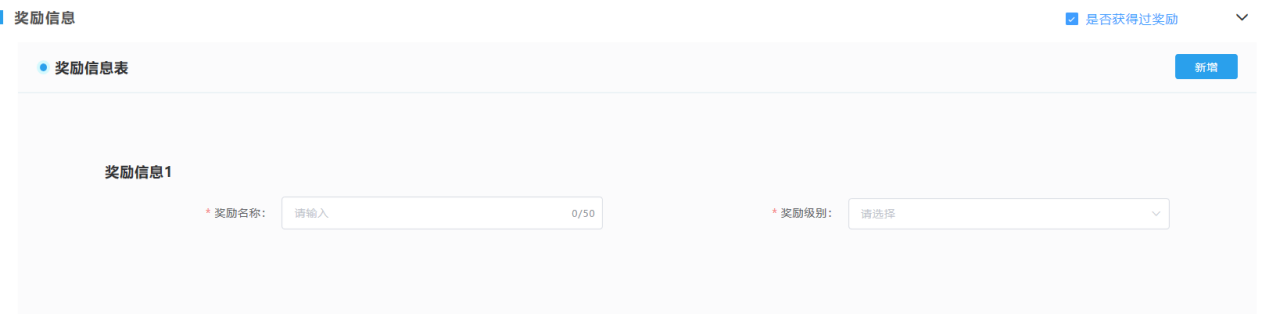 奖励信息
是否获得过奖励
奖励信息表
新增
奖励信息1
* 奖励名称: 请输入 0/50
* 奖励级别: 请选择